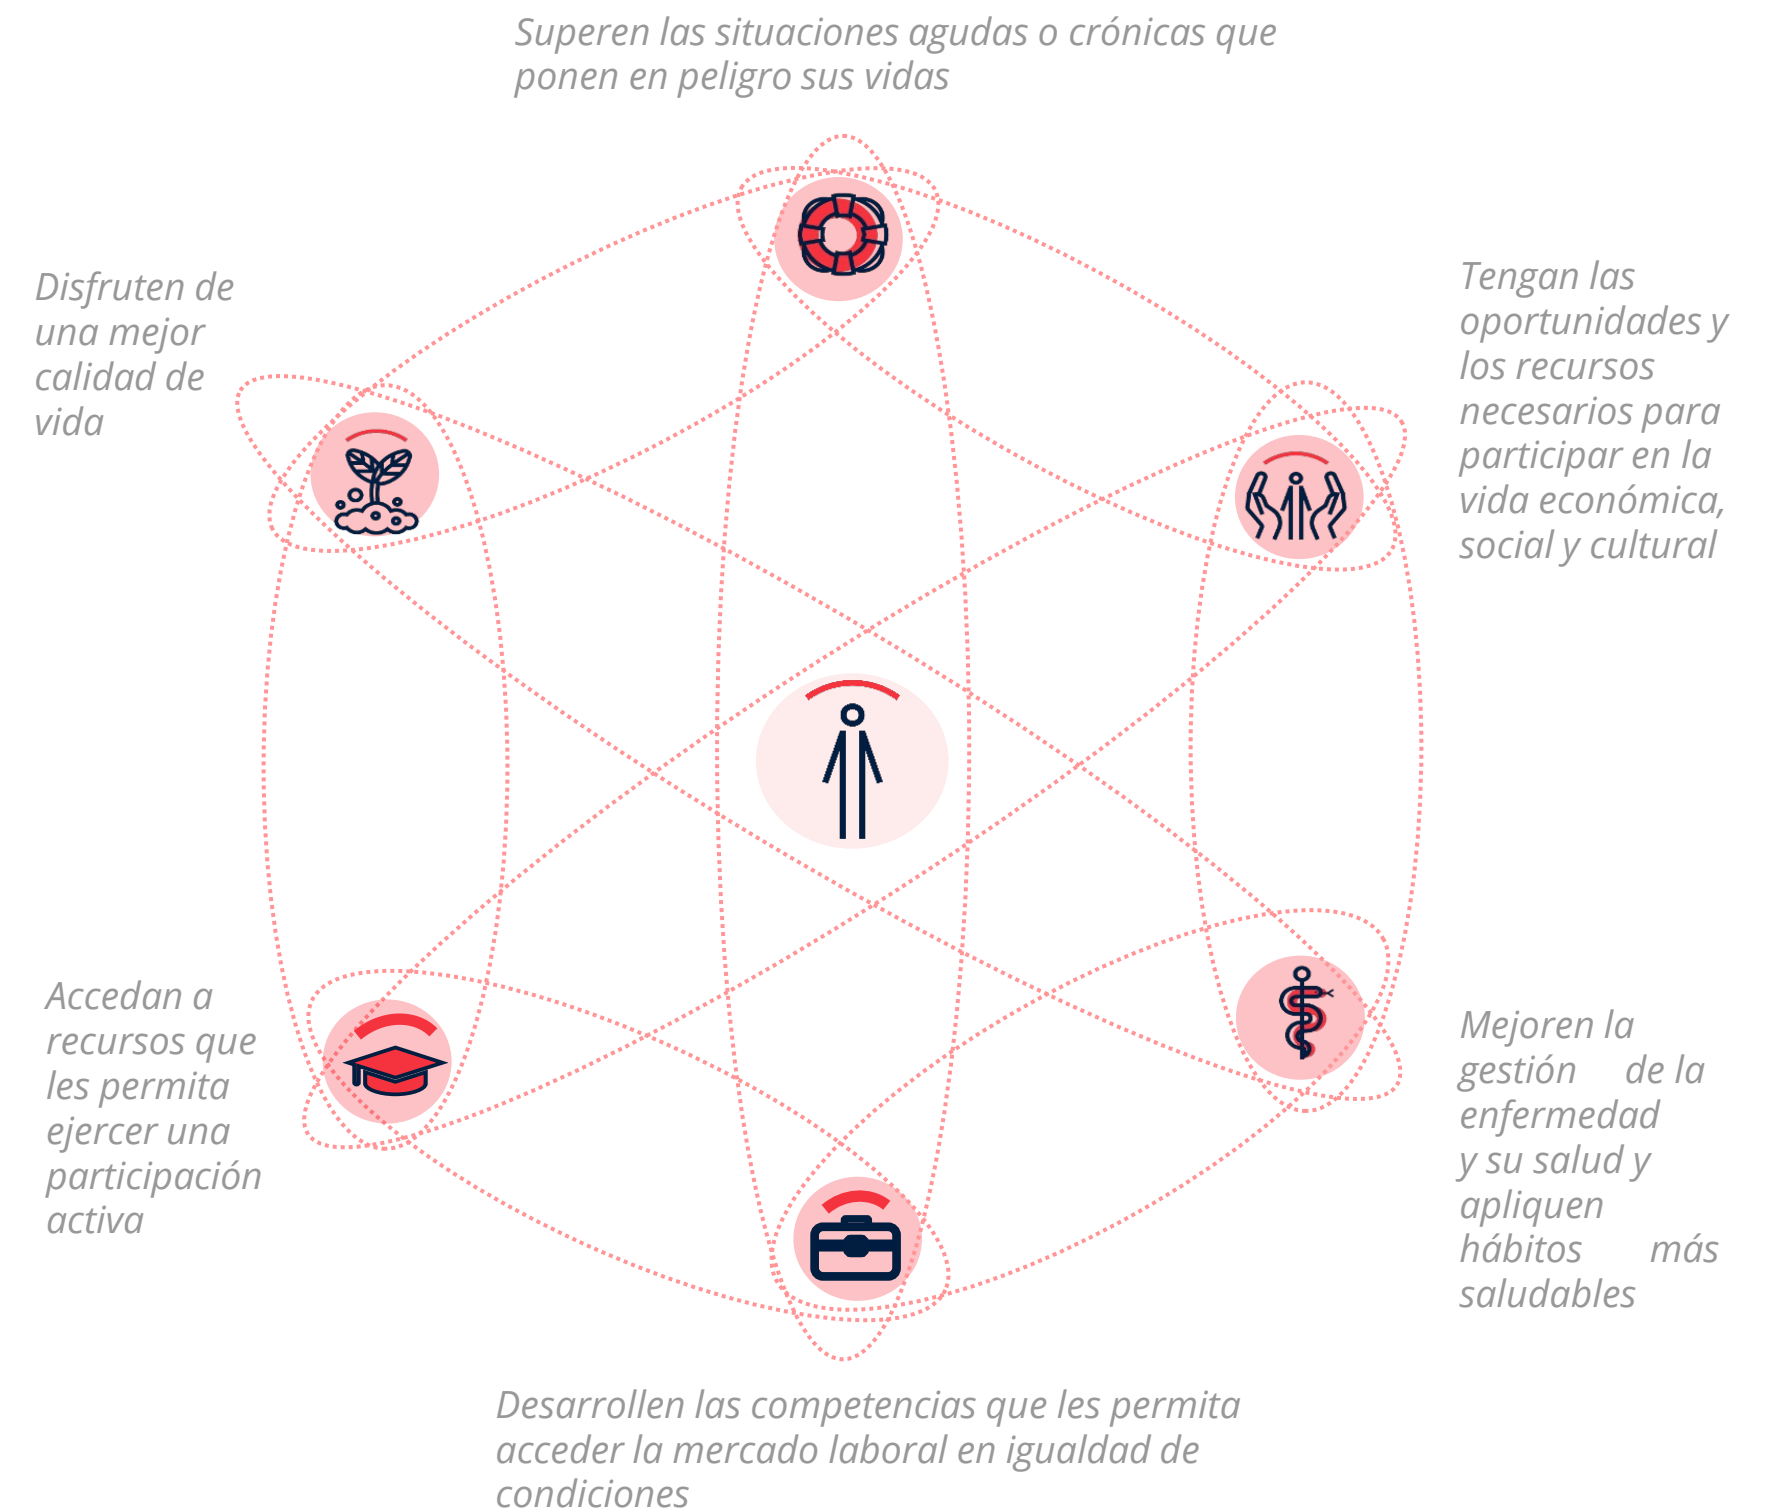 Superen las situaciones agudas o crónicas que
ponen en peligro sus vidas
Disfruten de
una mejor
calidad de
vida
Tengan las
oportunidades y
los recursos
necesarios para
participar en la
vida económica,
social y cultural
Accedan a
recursos que
les permita
ejercer una
participación
activa
Mejoren la
gestión de la
enfermedad
y su salud y
apliquen
hábitos más
saludables
Desarrollen las competencias que les permita
acceder la mercado laboral en igualdad de
condiciones